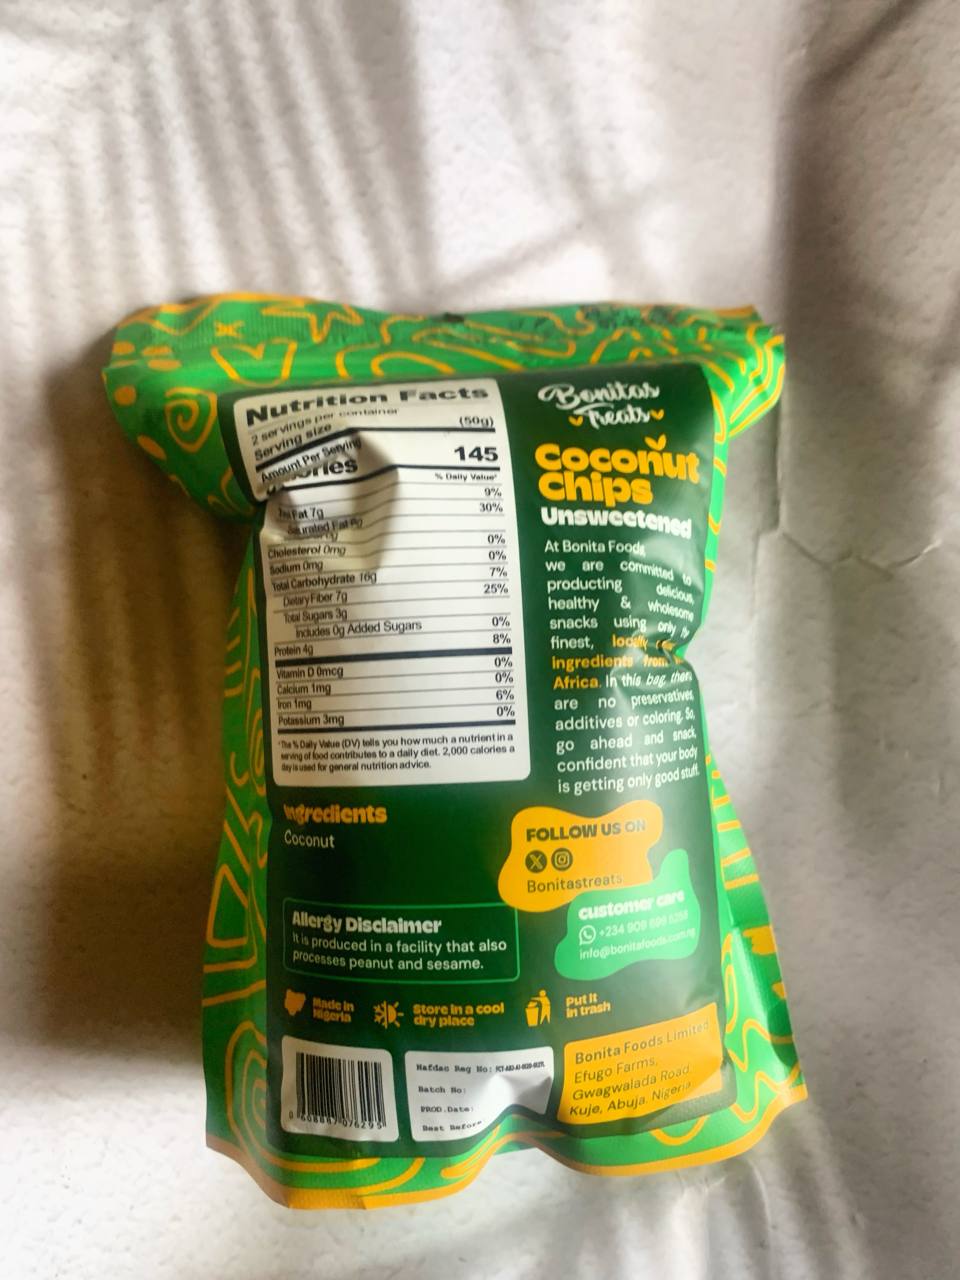 Nutrition Facts
2 servings per container
Serving size (50g)
Amount Per Serving
145
% Daily Value*
9%
Fat 7g
30%
Cholesterol 0mg 0%
Sodium 0mg 0%
Total Carbohydrate 16g 7%
Dietary Fiber 7g 25%
Total Sugars 3g
Includes 0g Added Sugars 0%
Protein 4g 8%
Vitamin D 0mcg 0%
Calcium 1mg 0%
Iron 1mg 6%
Potassium 3mg 0%
*The % Daily Value (DV) tells you how much a nutrient in a
serving of food contributes to a daily diet. 2,000 calories a
day is used for general nutrition advice.
Ingredients
Coconut
Allergy Disclaimer
It is produced in a facility that also
processes peanut and sesame.
Made in
Nigeria
Store in a cool
dry place
Put it
in trash
Bonitas
Treats
Coconut
Chips
Unsweetened
At Bonita Foods,
we are committed to
producting delicious,
healthy & wholesome
snacks using only
finest,
ingredients from
Africa. In this bag, there
are no preservatives,
additives or coloring. So,
go ahead and snack,
confident that your body
is getting only good stuff.
FOLLOW US ON
Bonitastreats
customer care
+234 909
info@bonitafoods.com.ng
Nafdac Reg No:
Batch No:
PROD.Date:
Best Before
Bonita Foods Limited
Efugo Farms,
Gwagwalada Road,
Kuje, Abuja. Nigeria